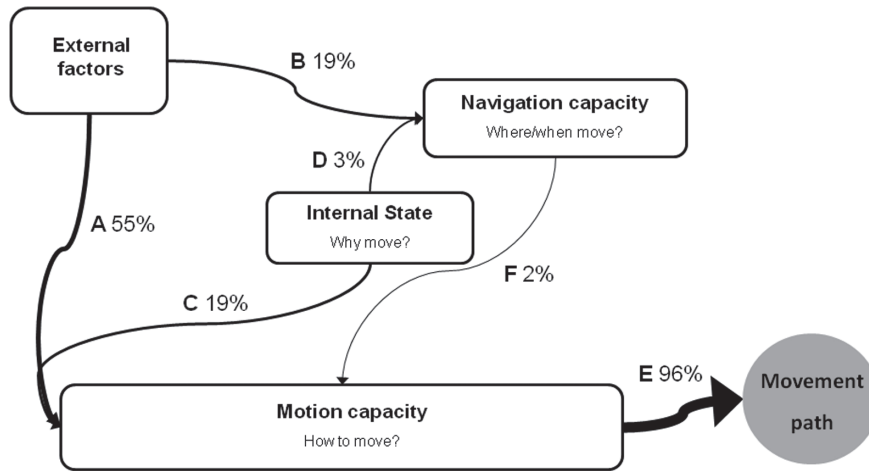 External
factors
B 19%
Navigation capacity
Where/when move?
D 3%
Internal State
Why move?
A 55%
F 2%
C 19%
E 96%
Movement
path
Motion capacity
How to move?